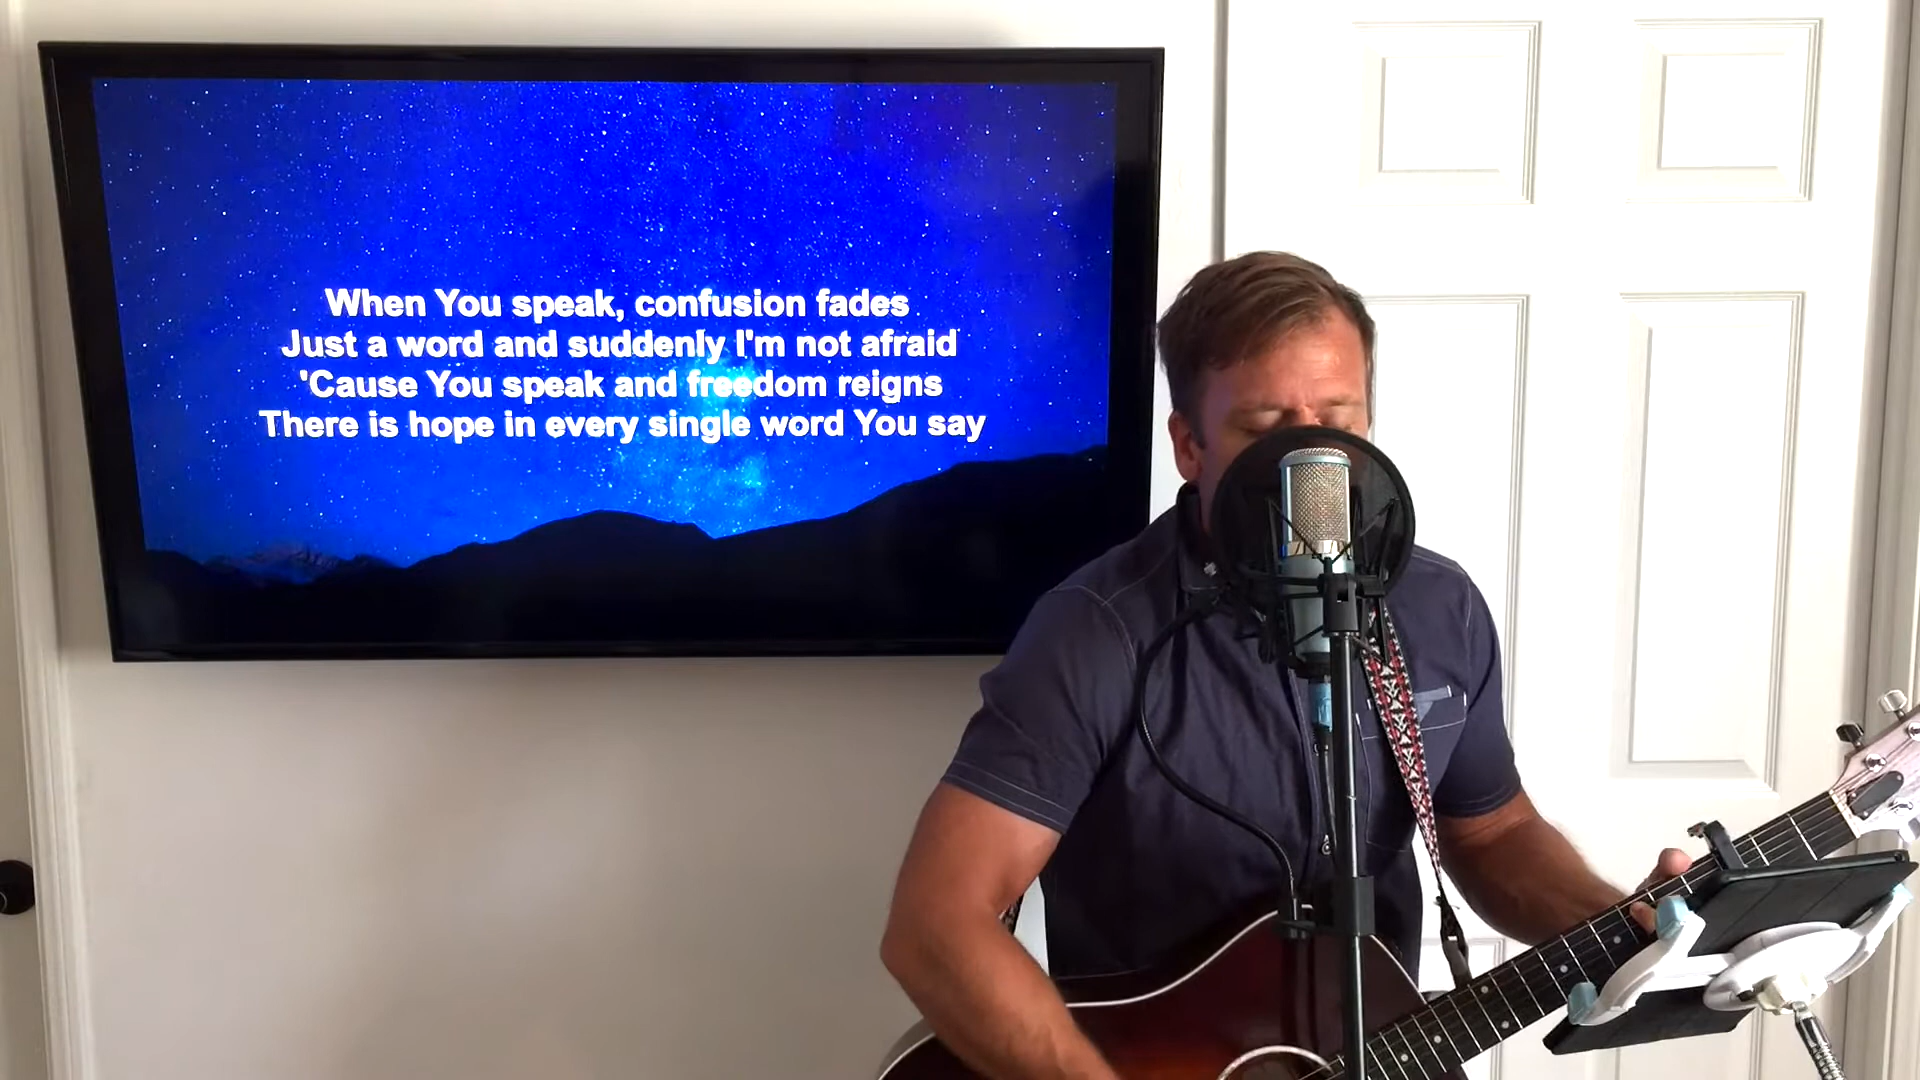 When You speak, confusion fades
Just a word and suddenly I'm not afraid
'Cause You speak and freedom reigns
There is hope in every single word You say